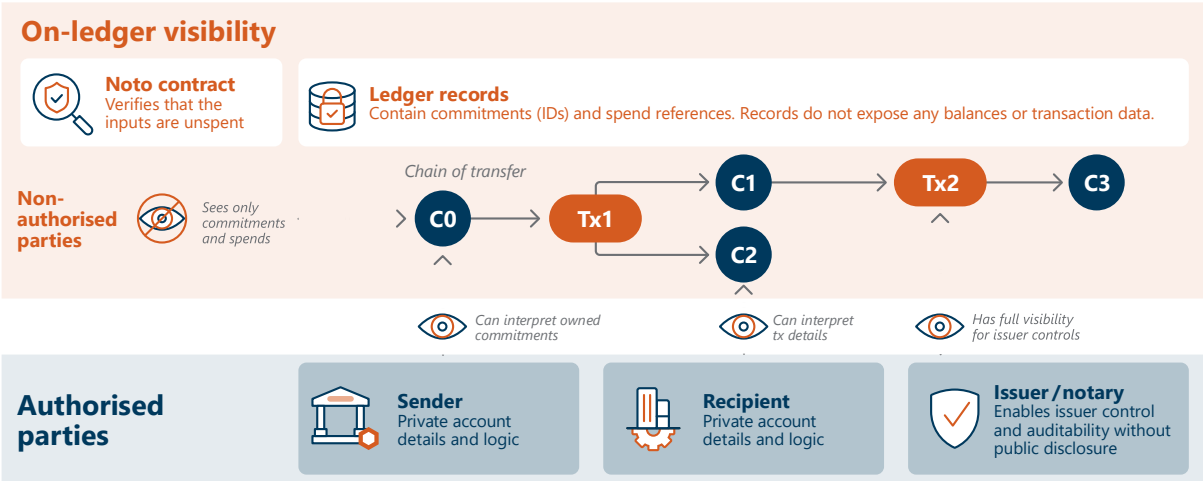 On-ledger visibility
Noto contract
Verifies that the
inputs are unspent
Ledger records
Contain commitments (IDs) and spend references. Records do not expose any balances or transaction data.
Non-
authorised
parties
Sees only
commitments
and spends
Chain of transfer
C0
Tx1
C1
C2
Tx2
C3
Can interpret owned
commitments
Can interpret
tx details
Has full visibility
for issuer controls
Authorised
parties
Sender
Private account
details and logic
Recipient
Private account
details and logic
Issuer/notary
Enables issuer control
and auditability without
public disclosure